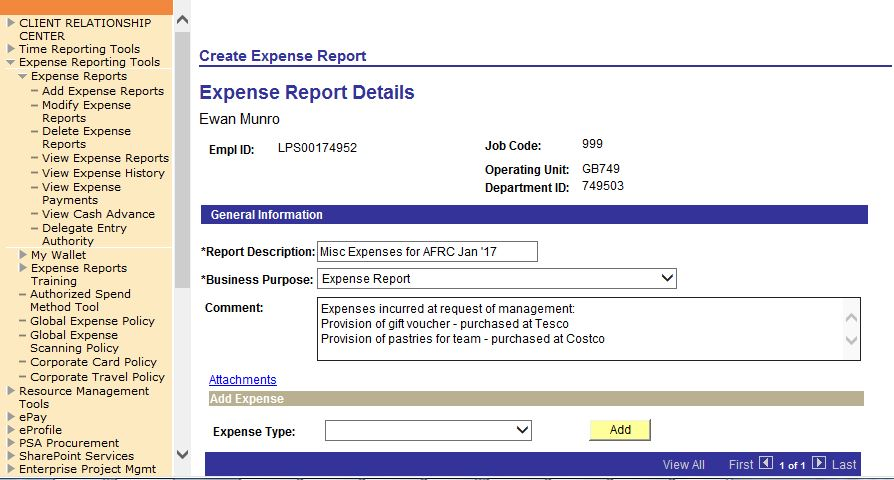 CLIENT RELATIONSHIP
CENTER
Time Reporting Tools
Expense Reporting Tools
Expense Reports
Add Expense Reports
Modify Expense
Reports
Delete Expense
Reports
View Expense Reports
View Expense History
View Expense
Payments
View Cash Advance
Delegate Entry
Authority
My Wallet
Expense Reports
Training
Authorized Spend
Method Tool
Global Expense Policy
Global Expense
Scanning Policy
Corporate Card Policy
Corporate Travel Policy
Resource Management
Tools
ePay
eProfile
PSA Procurement
SharePoint Services
Enterprise Project Mgmt
Create Expense Report
Expense Report Details
Ewan Munro
Empl ID: LPS00174952
Job Code: 999
Operating Unit: GB749
Department ID: 749503
General Information
*Report Description: Misc Expenses for AFRC Jan '17
*Business Purpose: Expense Report
Comment: Expenses incurred at request of management:
Provision of gift voucher - purchased at Tesco
Provision of pastries for team - purchased at Costco
Attachments
Add Expense
Expense Type: Add
View All First 1 of 1 Last